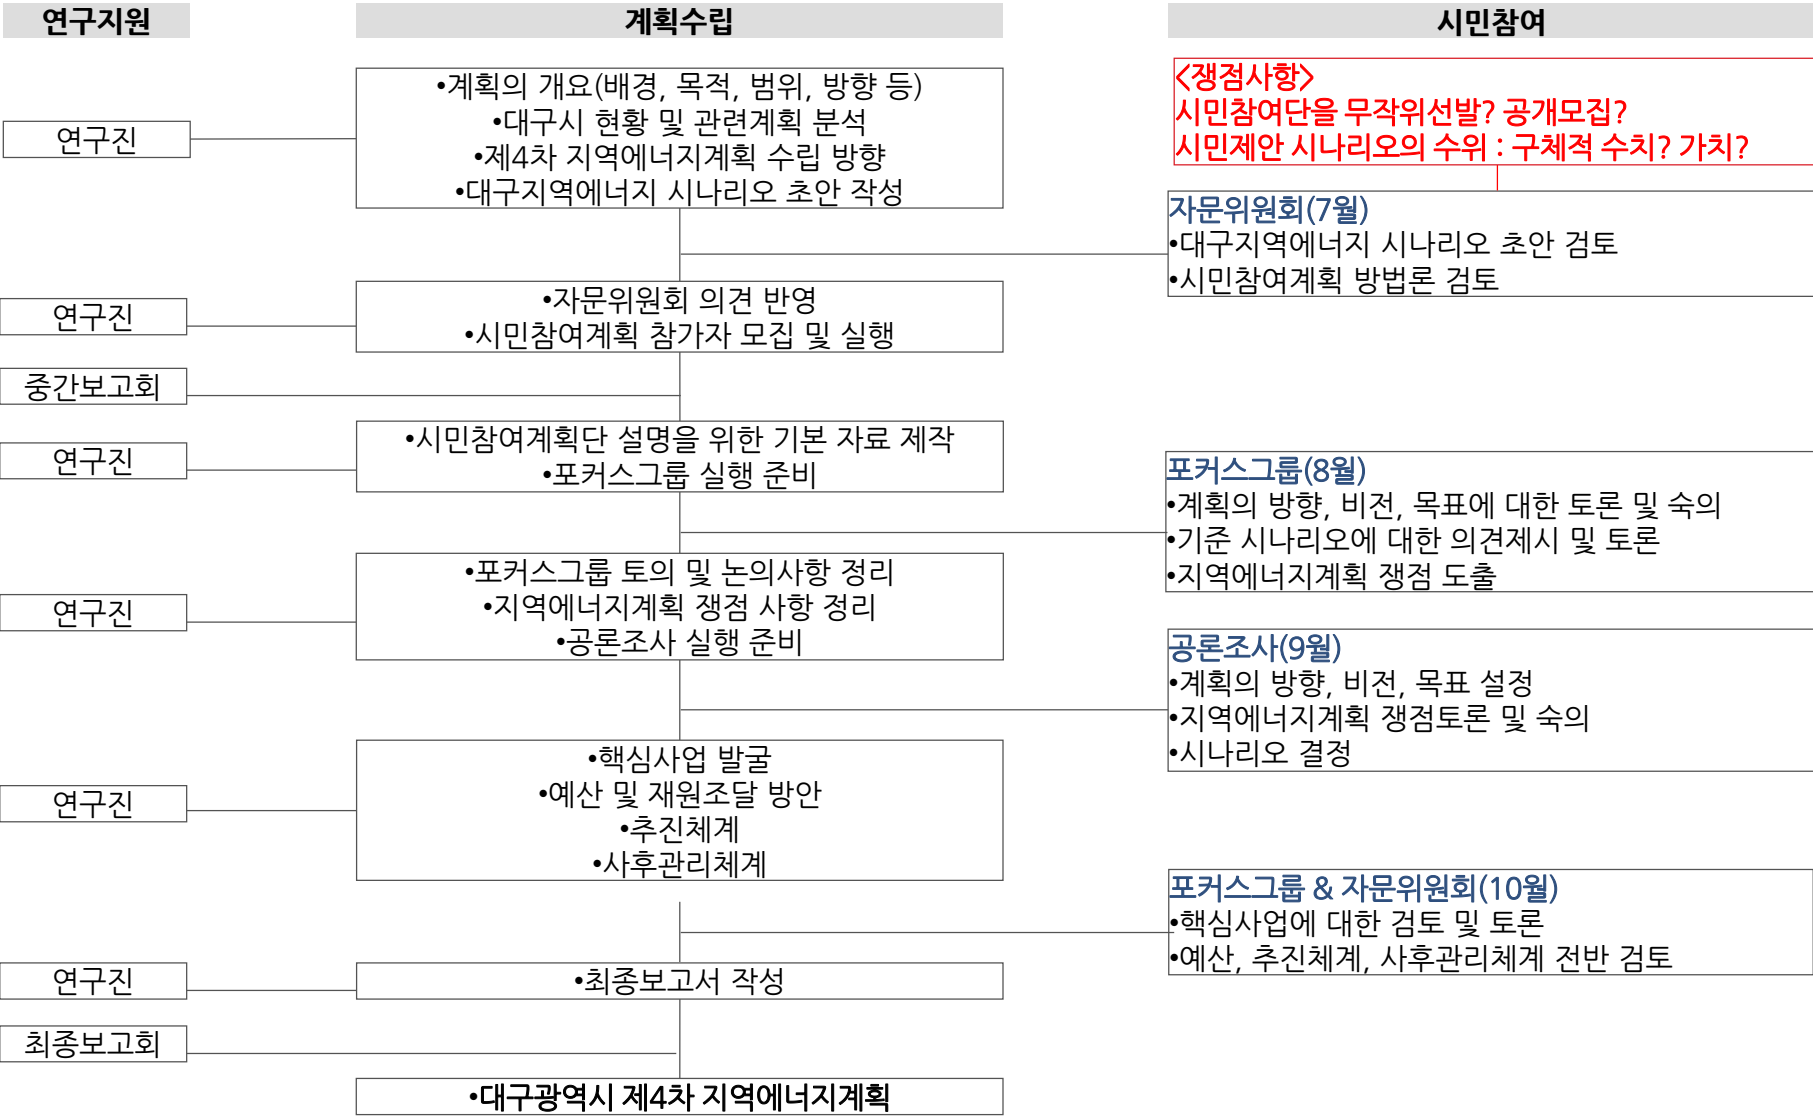 연구지원
계획수립
시민참여
연구진
•계획의 개요(배경, 목적, 범위, 방향 등)
•대구시 현황 및 관련계획 분석
•제4차 지역에너지계획 수립 방향
•대구지역에너지 시나리오 초안 작성
<쟁점사항>
시민참여단을 무작위선발? 공개모집?
시민제안 시나리오의 수위 : 구체적 수치? 가치?
자문위원회(7월)
•대구지역에너지 시나리오 초안 검토
•시민참여계획 방법론 검토
연구진
•자문위원회 의견 반영
•시민참여계획 참가자 모집 및 실행
중간보고회
연구진
•시민참여계획단 설명을 위한 기본 자료 제작
•포커스그룹 실행 준비
포커스그룹(8월)
•계획의 방향, 비전, 목표에 대한 토론 및 숙의
•기준 시나리오에 대한 의견제시 및 토론
•지역에너지계획 쟁점 도출
연구진
•포커스그룹 토의 및 논의사항 정리
•지역에너지계획 쟁점 사항 정리
•공론조사 실행 준비
공론조사(9월)
•계획의 방향, 비전, 목표 설정
•지역에너지계획 쟁점토론 및 숙의
•시나리오 결정
연구진
•핵심사업 발굴
•예산 및 재원조달 방안
•추진체계
•사후관리체계
포커스그룹 & 자문위원회(10월)
•핵심사업에 대한 검토 및 토론
•예산, 추진체계, 사후관리체계 전반 검토
연구진
•최종보고서 작성
최종보고회
•대구광역시 제4차 지역에너지계획